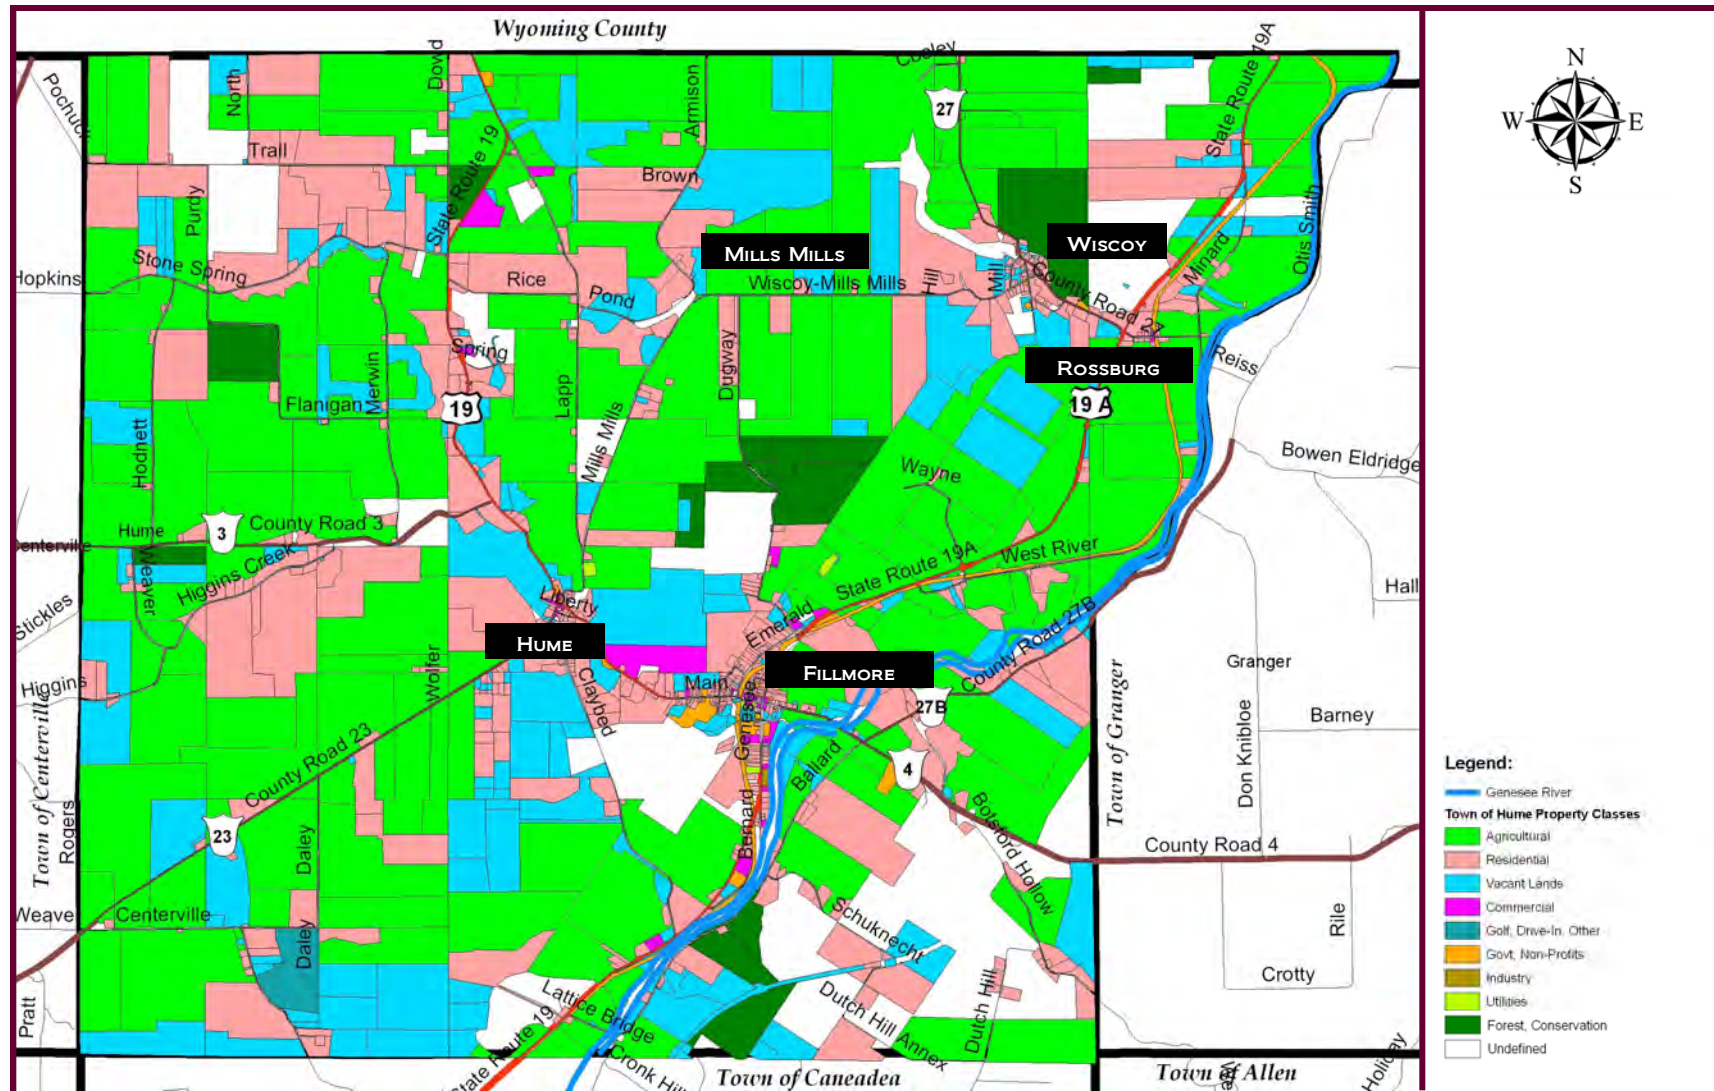 Wyoming County
N
W
E
S
Pochuck
North
Dowd
Armison
Cooley
27
State Route 19A
Trall
State Route 19
Brown
Purdy
Otis Smith
Mills Mills
Wiscoy
Minard
Stone Spring
Hopkins
Rice
Pond
Wiscoy-Mills Mills
Hill
Mill
County Road 27
Spring
Dugway
Rossburg
Reiss
Merwin
Flanigan
19
Lapp
19 A
Hodnett
Mills Mills
Wayne
Bowen Eldridge
Hume
3
County Road 3
Centerville
Weaver
Higgins Creek
State Route 19A
West River
Hall
Stickles
Liberty
Emerald
County Road 27B
Hume
Wolfer
Fillmore
Granger
Higgins
Claybed
Main
Genesee
27B
Town of Granger
Don Knibloe
Barney
Town of Centerville
County Road 23
Ballard
4
Legend:
Genesee River
Town of Hume Property Classes
Agricultural
Residential
Vacant Lands
Commercial
Golf, Drive-In, Other
Govt, Non-Profits
Industry
Utilities
Forest, Conservation
Undefined
Rogers
23
Daley
Bernard
Botsford Hollow
County Road 4
Weave
Centerville
Daley
Schuknecht
Rile
Crotty
Pratt
Lattice Bridge
Dutch Hill
Dutch Hill Annex
State Route 19
Cronk Hill
Town of Caneadea
Town of Allen
Holiday